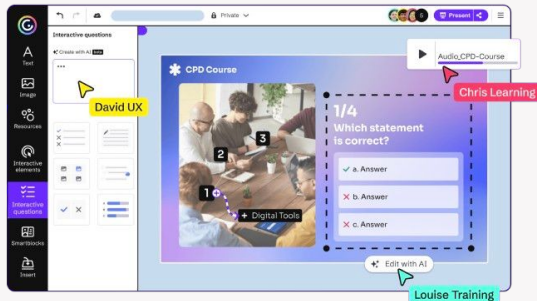 Private
S
Present
Interactive questions
Create with AI Beta
Text
Image
Resources
Interactive
elements
Interactive
questions
Smartblocks
Insert
David UX
CPD Course
1
2
3
+ Digital Tools
Audio_CPD-Course
Chris Learning
1/4
Which statement
is correct?
a. Answer
b. Answer
c. Answer
Edit with AI
Louise Training